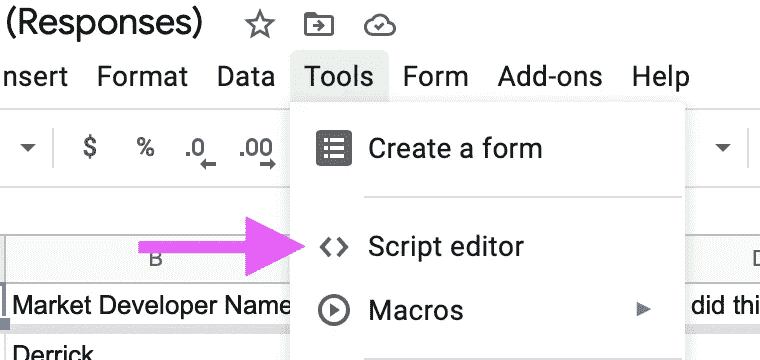 (Responses)
nsert Format Data Tools Form Add-ons Help
$ % .0 .00
Create a form
Script editor
B
Macros
Market Developer Name did thi
Derrick